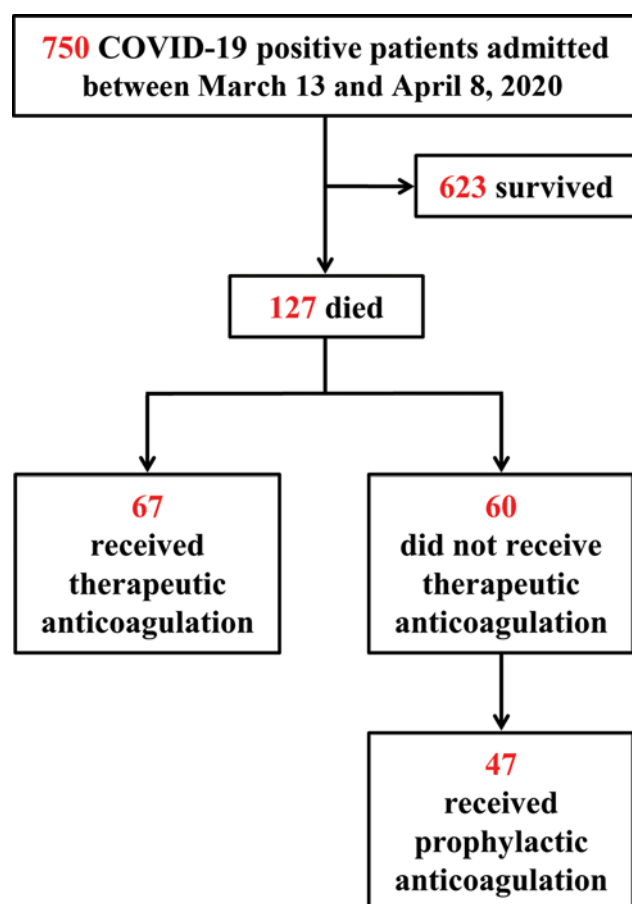 750 COVID-19 positive patients admitted
between March 13 and April 8, 2020
623 survived
127 died
67
received
therapeutic
anticoagulation
60
did not receive
therapeutic
anticoagulation
47
received
prophylactic
anticoagulation